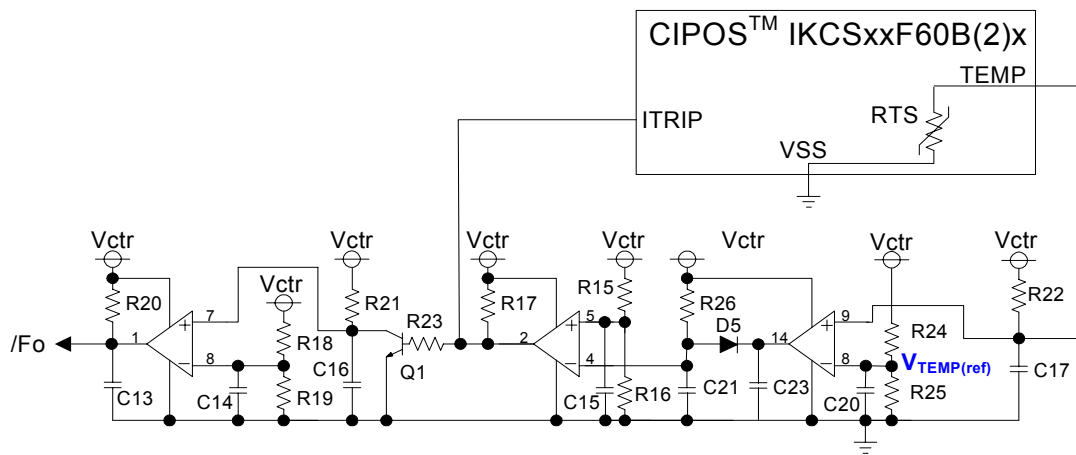 CIPOS™ IKCSxxF60B(2)x
TEMP
RTS
ITRIP
VSS
Vctr
Vctr
Vctr
Vctr
Vctr
Vctr
Vctr
Vctr
R20
7
R21
R17
R15
R26
R22
R18
R23
5
D5
9
R24
/Fo
1
2
14
8
Q1
4
8
VTEMP(ref)
C13
C14
R19
C16
C15
R16
C21
C23
C20
R25
C17